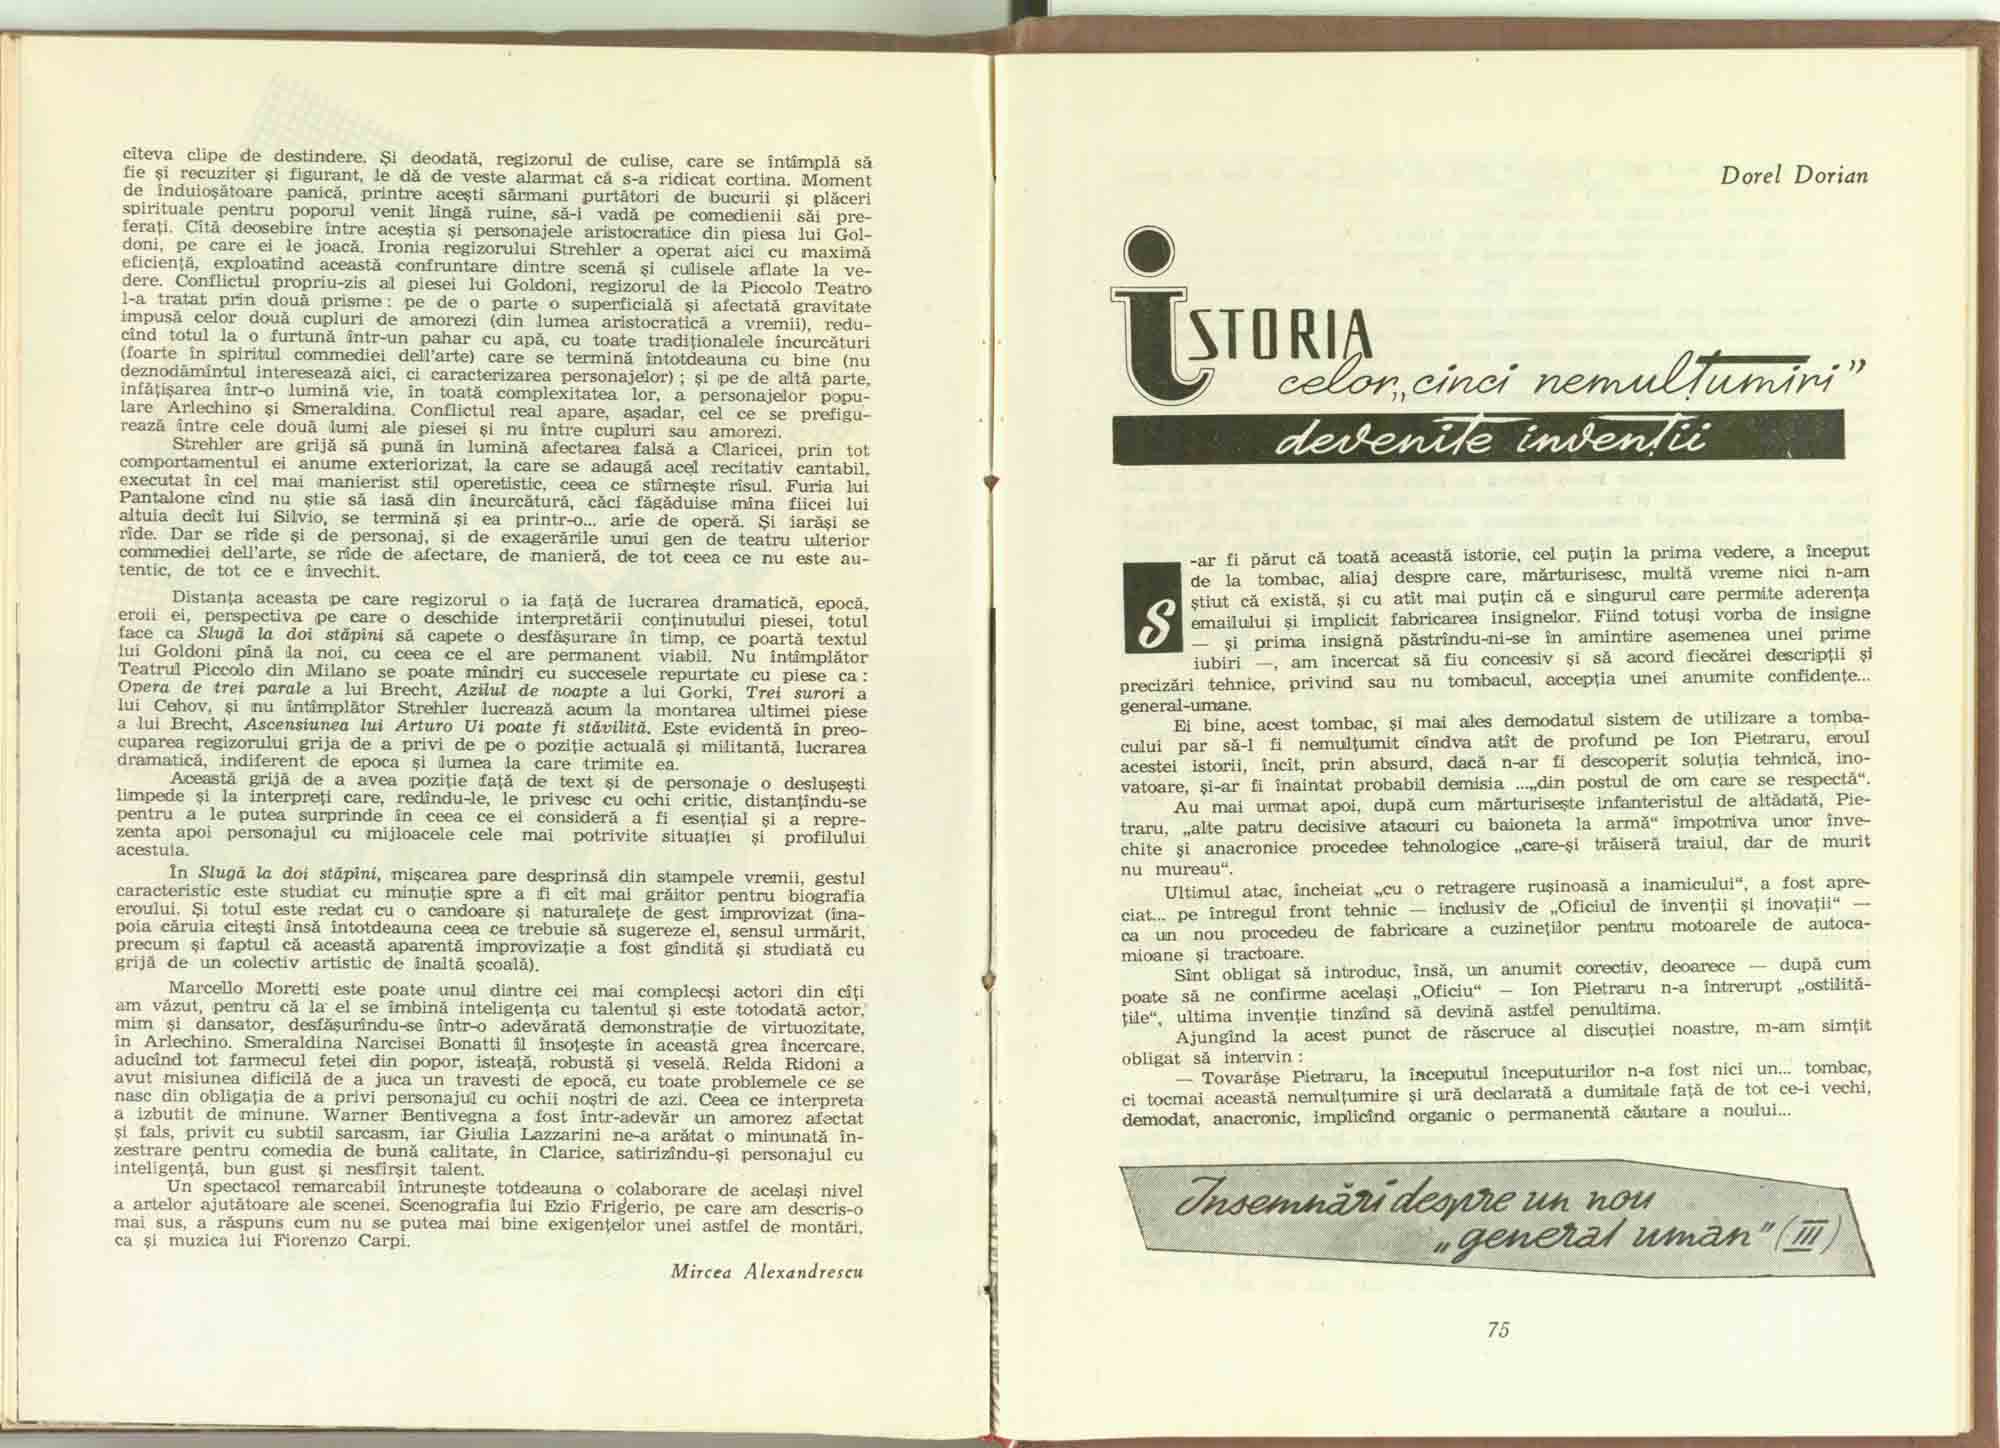 cîteva clipe de destindere. Și deodată, regizorul de culise, care se întîmplă să
fie și recuziter și figurant, le dă de veste alarmat că s-a ridicat cortina. Moment
de înduioșătoare panică, printre acești sărmani purtători de bucurii și plăceri
spirituale pentru poporul venit lîngă ruine, să-i vadă pe comedienii săi pre-
ferați. Cîtă deosebire între aceștia și personajele aristocratice din piesa lui Gol-
doni, pe care ei le joacă. Ironia regizorului Strehler a operat aici cu maximă
eficiență, exploatînd această confruntare dintre scenă și culisele aflate la ve-
dere. Conflictul propriu-zis al piesei lui Goldoni, regizorul de la Piccolo Teatro
l-a tratat prin două prisme : pe de o parte o superficială și afectată gravitate
impusă celor două cupluri de amorezi (din lumea aristocratică a vremii), redu-
cînd totul la o furtună într-un pahar cu apă, cu toate tradiționalele încurcături
(foarte în spiritul commediei dell'arte) care se termină întotdeauna cu bine (nu
deznodămîntul interesează aici, ci caracterizarea personajelor) ; și pe de altă parte,
înfățișarea într-o lumină vie, în toată complexitatea lor, a personajelor popu-
lare Arlechino și Smeraldina. Conflictul real apare, așadar, cel ce se prefigu-
rează între cele două lumi ale piesei și nu între cupluri sau amorezi.
Strehler are grijă să pună în lumină afectarea falsă a Claricei, prin tot
comportamentul ei anume exteriorizat, la care se adaugă acel recitativ cantabil,
executat în cel mai manierist stil operetistic, ceea ce stîrnește rîsul. Furia lui
Pantalone cînd nu știe să iasă din încurcătură, căci făgăduise mîna fiicei lui
altuia decît lui Silvio, se termină și ea printr-o... arie de operă. Și iarăși se
rîde. Dar se rîde și de personaj, și de exagerările unui gen de teatru ulterior
commediei dell'arte, se rîde de afectare, de manieră, de tot ceea ce nu este au-
tentic, de tot ce e învechit.
Distanța aceasta pe care regizorul o ia față de lucrarea dramatică, epocă,
eroii ei, perspectiva pe care o deschide interpretării conținutului piesei, totul
face ca Slugă la doi stăpîni să capete o desfășurare în timp, ce poartă textul
lui Goldoni pînă la noi, cu ceea ce el are permanent viabil. Nu întîmplător
Teatrul Piccolo din Milano se poate mîndri cu succesele repurtate cu piese ca :
Opera de trei parale a lui Brecht, Azilul de noapte a lui Gorki, Trei surori a
lui Cehov, și nu întîmplător Strehler lucrează acum la montarea ultimei piese
a lui Brecht, Ascensiunea lui Arturo Ui poate fi stăvilită. Este evidentă în preo-
cuparea regizorului grija de a privi de pe o poziție actuală și militantă, lucrarea
dramatică, indiferent de epoca și lumea la care trimite ea.
Această grijă de a avea poziție față de text și de personaje o deslușești
limpede și la interpreți care, redîndu-le, le privesc cu ochi critic, distanțîndu-se
pentru a le putea surprinde în ceea ce ei consideră a fi esențial și a repre-
zenta apoi personajul cu mijloacele cele mai potrivite situației și profilului
acestuia.
În Slugă la doi stăpîni, mișcarea pare desprinsă din stampele vremii, gestul
caracteristic este studiat cu minuție spre a fi cît mai grăitor pentru biografia
eroului. Și totul este redat cu o candoare și naturalețe de gest improvizat (îna-
poia căruia citești însă întotdeauna ceea ce trebuie să sugereze el, sensul urmărit,
precum și faptul că această aparentă improvizație a fost gîndită și studiată cu
grijă de un colectiv artistic de înaltă școală).
Marcello Moretti este poate unul dintre cei mai complecși actori din cîți
am văzut, pentru că la el se îmbină inteligența cu talentul și este totodată actor,
mim și dansator, desfășurîndu-se într-o adevărată demonstrație de virtuozitate,
în Arlechino. Smeraldina Narcisei Bonatti îl însoțește în această grea încercare,
aducînd tot farmecul fetei din popor, isteață, robustă și veselă. Relda Ridoni a
avut misiunea dificilă de a juca un travesti de epocă, cu toate problemele ce se
nasc din obligația de a privi personajul cu ochii noștri de azi. Ceea ce interpreta
a izbutit de minune. Warner Bentivegna a fost într-adevăr un amorez afectat
și fals, privit cu subtil sarcasm, iar Giulia Lazzarini ne-a arătat o minunată în-
zestrare pentru comedia de bună calitate, în Clarice, satirizîndu-și personajul cu
inteligență, bun gust și nesfîrșit talent.
Un spectacol remarcabil întrunește totdeauna o colaborare de același nivel
a artelor ajutătoare ale scenei. Scenografia lui Ezio Frigerio, pe care am descris-o
mai sus, a răspuns cum nu se putea mai bine exigențelor unei astfel de montări,
ca și muzica lui Fiorenzo Carpi.
Mircea Alexandrescu
Dorel Dorian
iSTORIA
celor „cinci nemulțumiri”
devenite invenții
S-ar fi părut că toată această istorie, cel puțin la prima vedere, a început
de la tombac, aliaj despre care, mărturisesc, multă vreme nici n-am
știut că există, și cu atît mai puțin că e singurul care permite aderența
emailului și implicit fabricarea insignelor. Fiind totuși vorba de insigne
— și prima insignă păstrîndu-ni-se în amintire asemenea unei prime
iubiri —, am încercat să fiu concesiv și să acord fiecărei descripții și
precizări tehnice, privind sau nu tombacul, accepția unei anumite confidențe...
general-umane.
Ei bine, acest tombac, și mai ales demodatul sistem de utilizare a tomba-
cului par să-l fi nemulțumit cîndva atît de profund pe Ion Pietraru, eroul
acestei istorii, încît, prin absurd, dacă n-ar fi descoperit soluția tehnică, ino-
vatoare, și-ar fi înaintat probabil demisia ...„din postul de om care se respectă“.
Au mai urmat apoi, după cum mărturisește infanteristul de altădată, Pie-
traru, „alte patru decisive atacuri cu baioneta la armă“ împotriva unor înve-
chite și anacronice procedee tehnologice „care-și trăiseră traiul, dar de murit
nu mureau“.
Ultimul atac, încheiat „cu o retragere rușinoasă a inamicului“, a fost apre-
ciat... pe întregul front tehnic — inclusiv de „Oficiul de invenții și inovații“ —
ca un nou procedeu de fabricare a cuzineților pentru motoarele de autoca-
mioane și tractoare.
Sînt obligat să introduc, însă, un anumit corectiv, deoarece — după cum
poate să ne confirme același „Oficiu“ — Ion Pietraru n-a întrerupt „ostilită-
țile“, ultima invenție tinzînd să devină astfel penultima.
Ajungînd la acest punct de răscruce al discuției noastre, m-am simțit
obligat să intervin :
— Tovarășe Pietraru, la începutul începuturilor n-a fost nici un... tombac,
ci tocmai această nemulțumire și ură declarată a dumitale față de tot ce-i vechi,
demodat, anacronic, implicînd organic o permanentă căutare a noului...
Însemnări despre un nou
„general uman” (III)
75